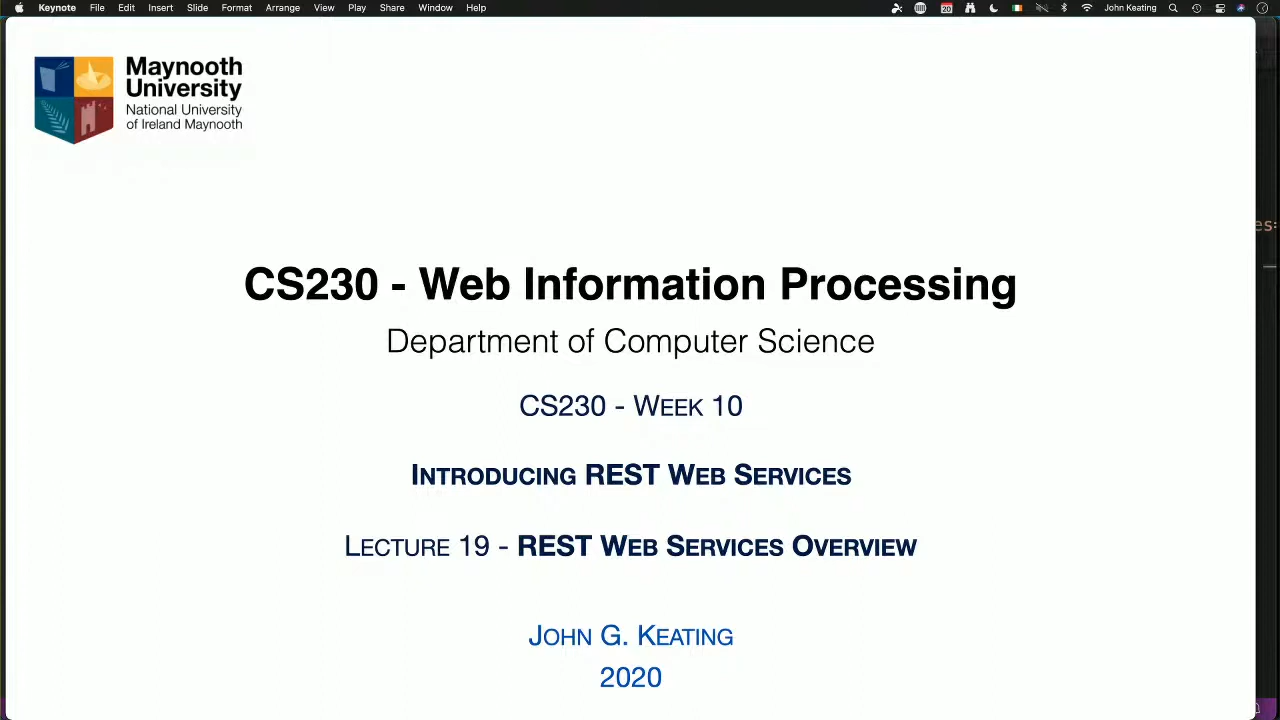 Keynote File Edit Insert Slide Format Arrange View Play Share Window Help 20 John Keating
Maynooth
University
National University
of Ireland Maynooth
es:
CS230 - Web Information Processing
Department of Computer Science
CS230 - WEEK 10
INTRODUCING REST WEB SERVICES
LECTURE 19 - REST WEB SERVICES OVERVIEW
JOHN G. KEATING
2020